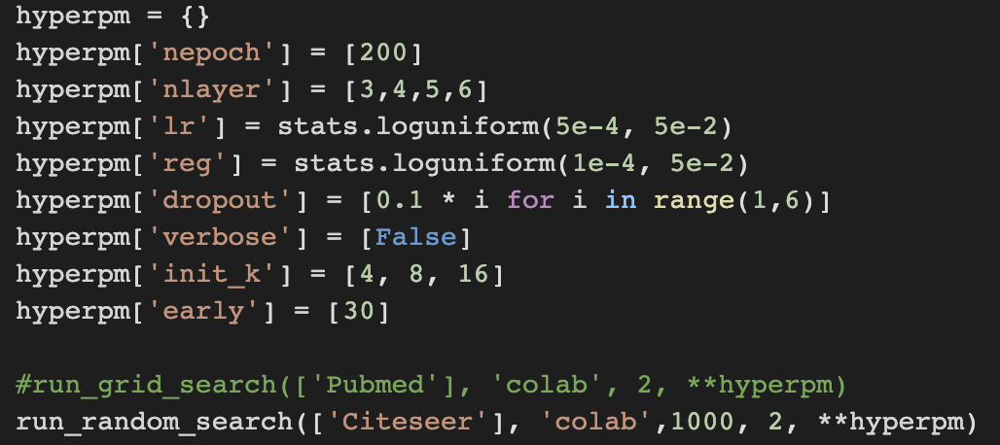 hyperpm = {}
hyperpm['nepoch'] = [200]
hyperpm['nlayer'] = [3,4,5,6]
hyperpm['lr'] = stats.loguniform(5e-4, 5e-2)
hyperpm['reg'] = stats.loguniform(1e-4, 5e-2)
hyperpm['dropout'] = [0.1 * i for i in range(1,6)]
hyperpm['verbose'] = [False]
hyperpm['init_k'] = [4, 8, 16]
hyperpm['early'] = [30]
#run_grid_search(['Pubmed'], 'colab', 2, **hyperpm)
run_random_search(['Citeseer'], 'colab',1000, 2, **hyperpm)